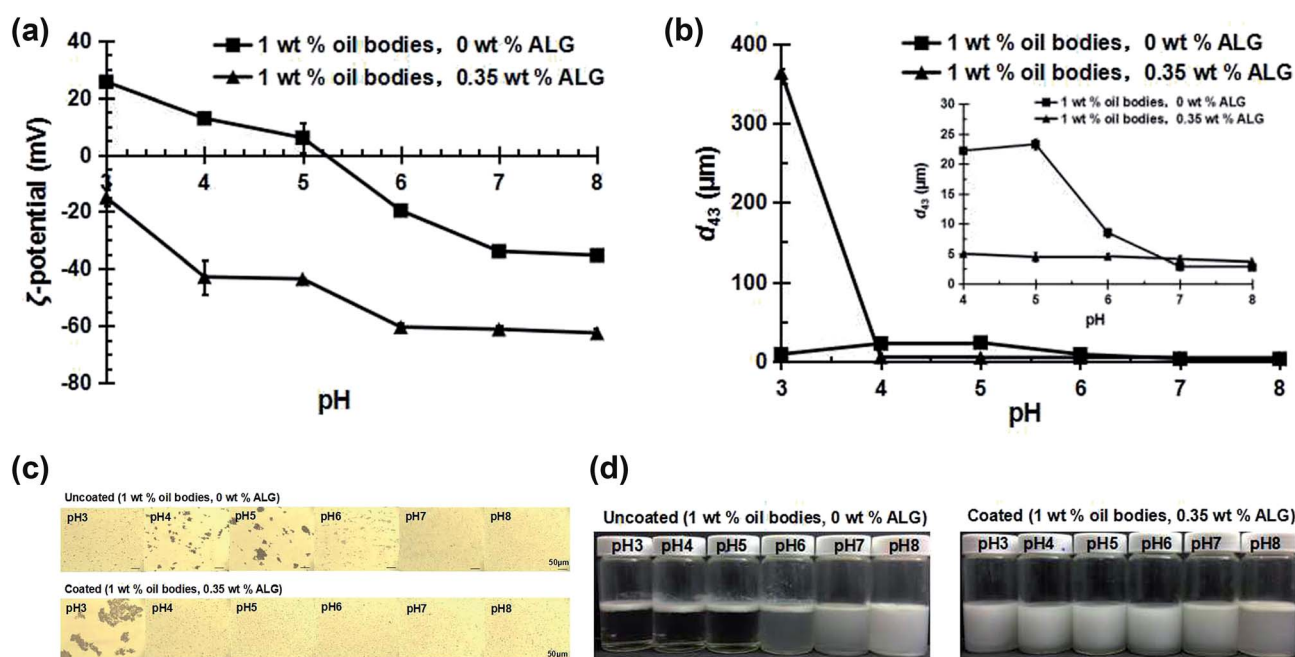 (a)
1 wt % oil bodies, 0 wt % ALG
1 wt % oil bodies, 0.35 wt % ALG
40
20
0
-20
-40
-60
-80
ζ-potential (mV)
3 4 5 6 7 8
pH
(b)
1 wt % oil bodies, 0 wt % ALG
1 wt % oil bodies, 0.35 wt % ALG
400
300
200
100
0
d43 (μm)
3 4 5 6 7 8
pH
1 wt % oil bodies, 0 wt % ALG
1 wt % oil bodies, 0.35 wt % ALG
30
25
20
15
10
5
0
d43 (μm)
4 5 6 7 8
pH
(c)
Uncoated (1 wt % oil bodies, 0 wt % ALG)
pH3 pH4 pH5 pH6 pH7 pH8
50μm
Coated (1 wt % oil bodies, 0.35 wt % ALG)
pH3 pH4 pH5 pH6 pH7 pH8
50μm
(d)
Uncoated (1 wt % oil bodies, 0 wt % ALG)
pH3 pH4 pH5 pH6 pH7 pH8
Coated (1 wt % oil bodies, 0.35 wt % ALG)
pH3 pH4 pH5 pH6 pH7 pH8